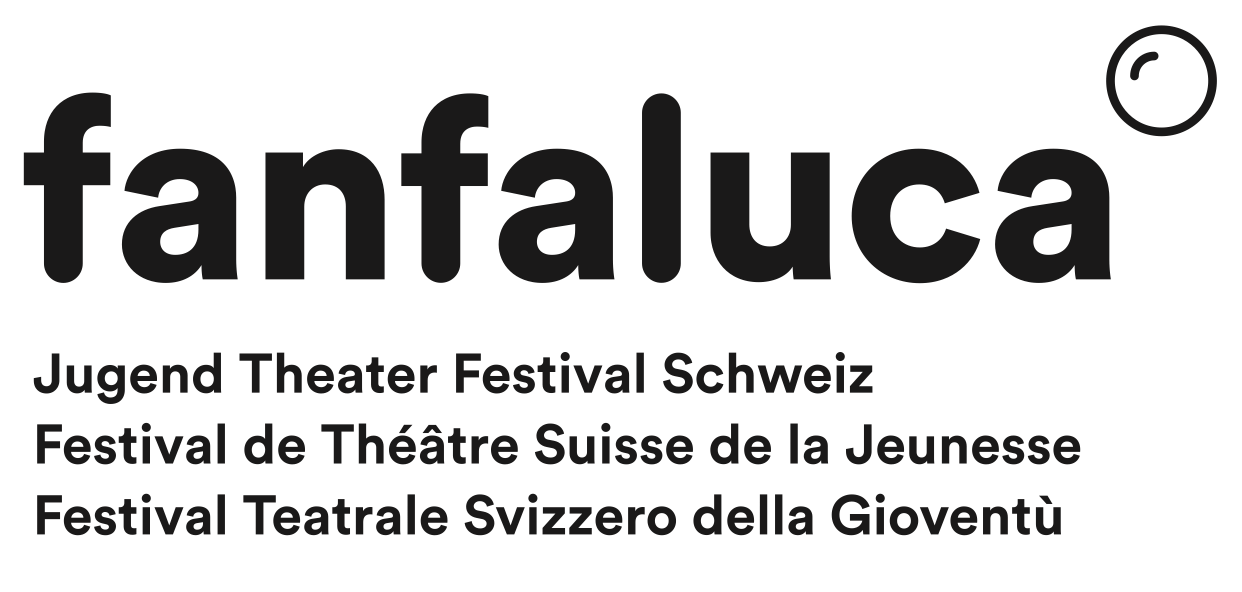 fanfaluca
Jugend Theater Festival Schweiz
Festival de Théâtre Suisse de la Jeunesse
Festival Teatrale Svizzero della Gioventù